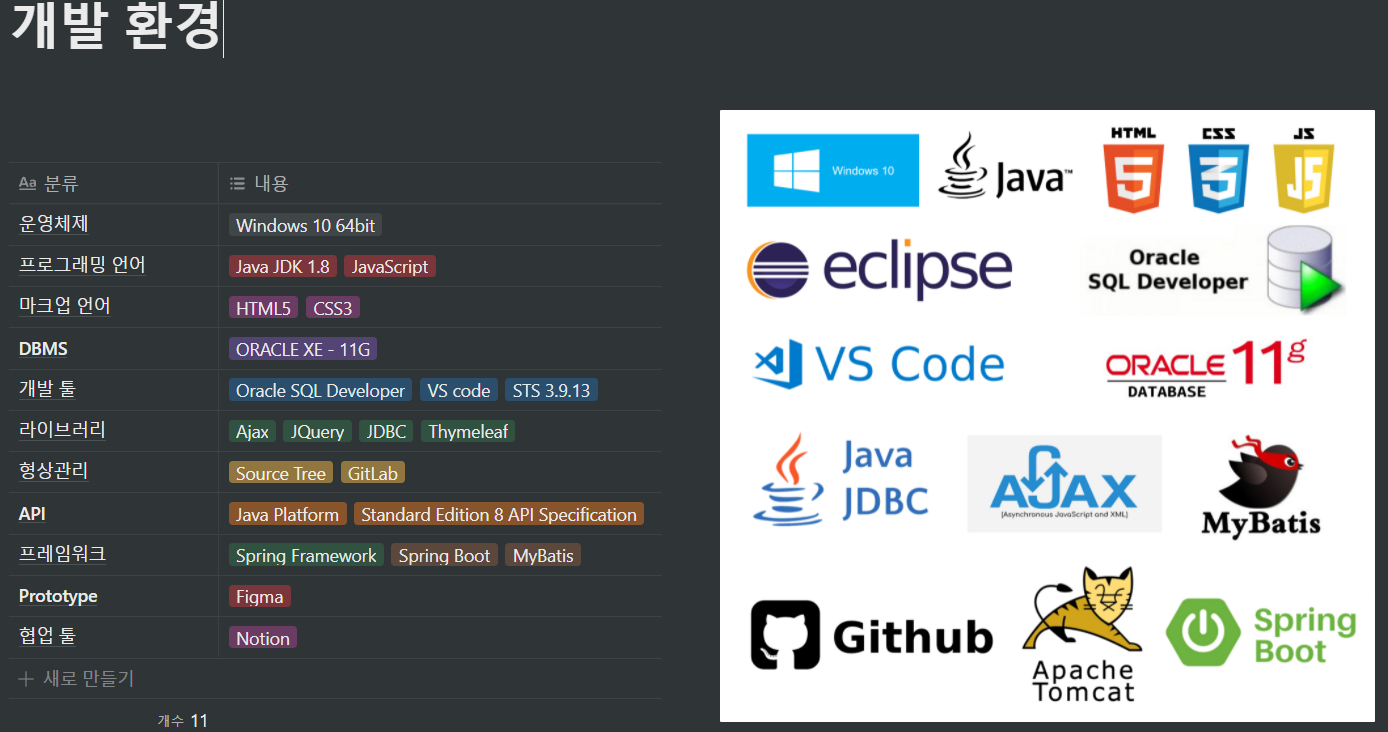 개발 환경
Aa 분류 내용
운영체제 Windows 10 64bit
프로그래밍 언어 Java JDK 1.8 JavaScript
마크업 언어 HTML5 CSS3
DBMS ORACLE XE - 11G
개발 툴 Oracle SQL Developer VS code STS 3.9.13
라이브러리 Ajax JQuery JDBC Thymeleaf
형상관리 Source Tree GitLab
API Java Platform Standard Edition 8 API Specification
프레임워크 Spring Framework Spring Boot MyBatis
Prototype Figma
협업 툴 Notion
+ 새로 만들기
개수 11
Windows 10
Java™
HTML
5
CSS
3
JS
JS
eclipse
Oracle
SQL Developer
VS Code
ORACLE 11g
DATABASE
Java
JDBC
AJAX
(Asynchronous JavaScript and XML)
MyBatis
Github
Apache
Tomcat
Spring
Boot